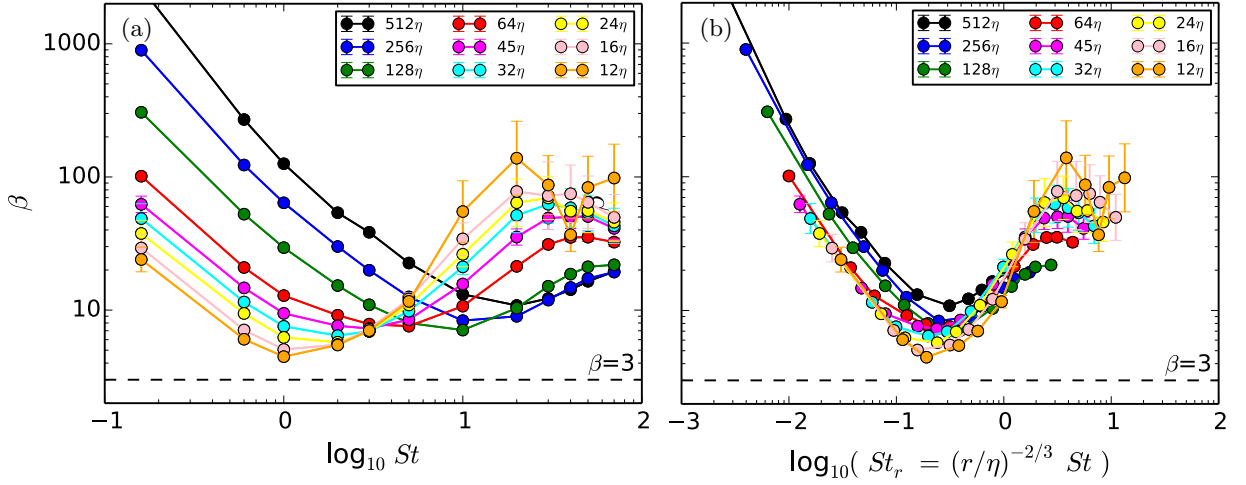 (a)
512η 64η 24η
256η 45η 16η
128η 32η 12η
1000
100
10
β
β=3
−1 0 1 2
log₁₀ St
(b)
512η 64η 24η
256η 45η 16η
128η 32η 12η
β=3
−3 −2 −1 0 1 2
log₁₀( St_r = (r/η)^{−2/3} St )